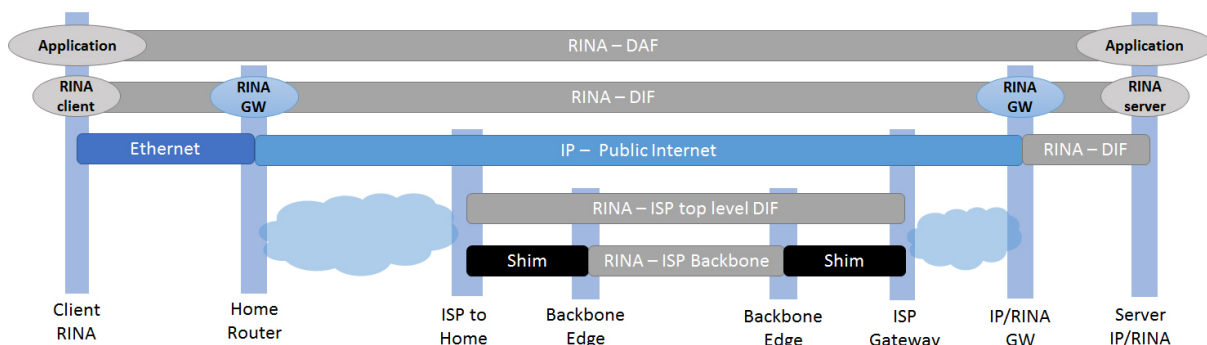 Application
RINA – DAF
Application
RINA
client
RINA
GW
RINA – DIF
RINA
GW
RINA
server
Ethernet
IP – Public Internet
RINA – DIF
RINA – ISP top level DIF
Shim
RINA – ISP Backbone
Shim
Client
RINA
Home
Router
ISP to
Home
Backbone
Edge
Backbone
Edge
ISP
Gateway
IP/RINA
GW
Server
IP/RINA